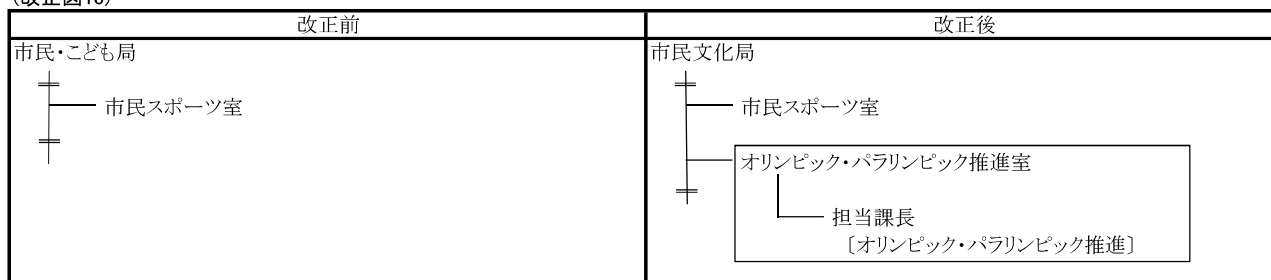 (改正図10)
改正前
改正後
市民・こども局
市民スポーツ室
市民文化局
市民スポーツ室
オリンピック・パラリンピック推進室
担当課長
〔オリンピック・パラリンピック推進〕